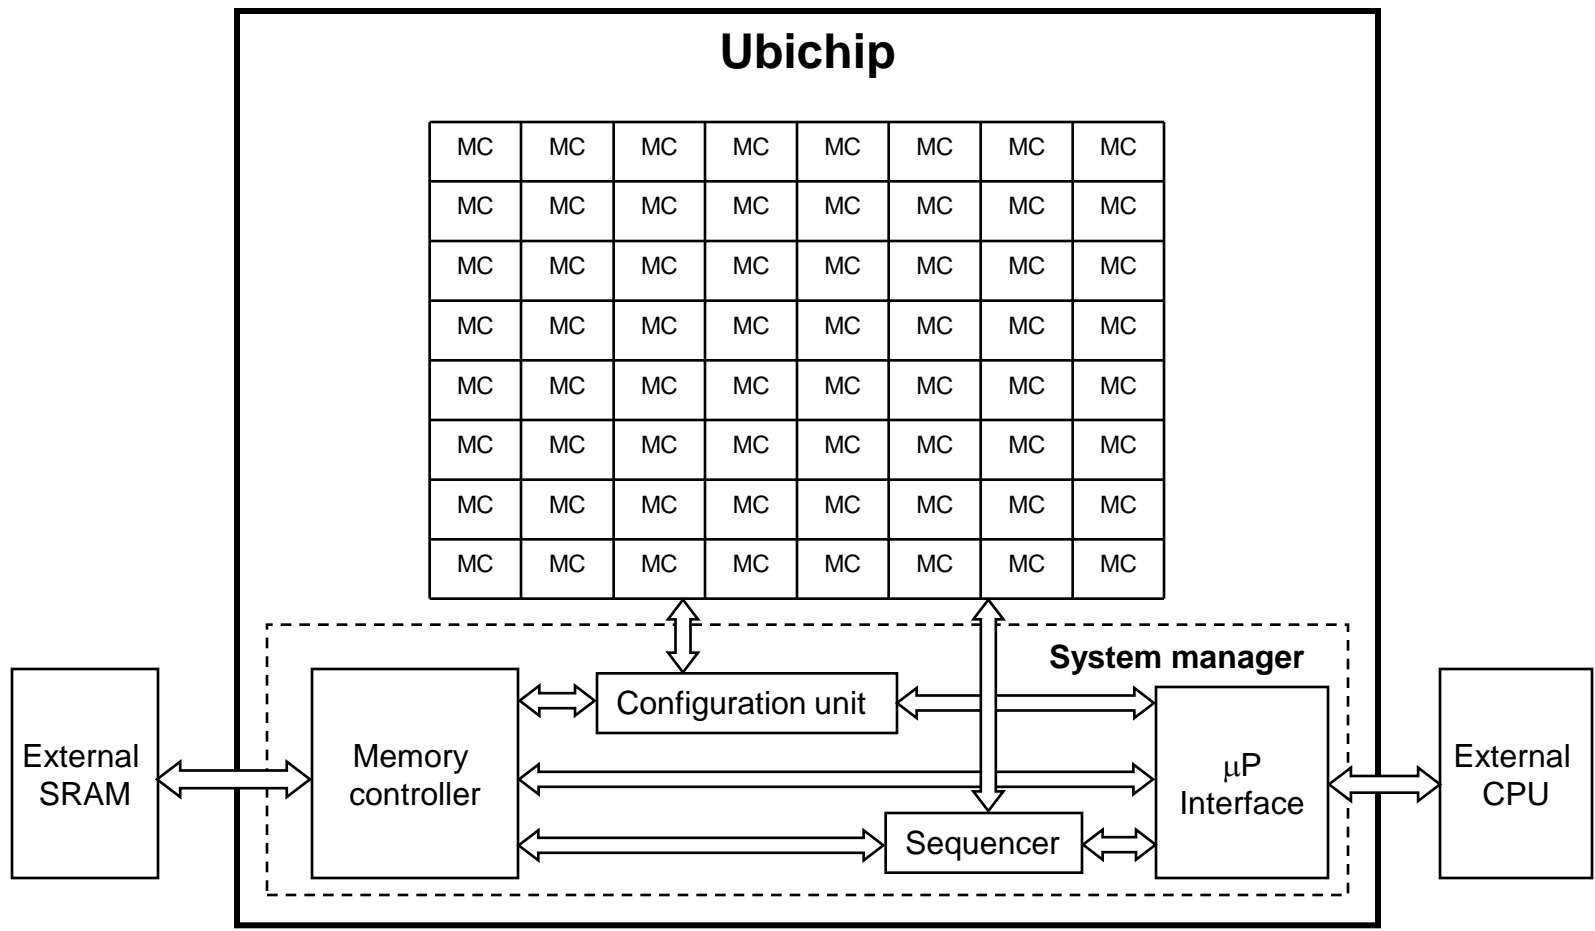 Ubichip
MC MC MC MC MC MC MC MC
MC MC MC MC MC MC MC MC
MC MC MC MC MC MC MC MC
MC MC MC MC MC MC MC MC
MC MC MC MC MC MC MC MC
MC MC MC MC MC MC MC MC
MC MC MC MC MC MC MC MC
MC MC MC MC MC MC MC MC
System manager
External
SRAM
Memory
controller
Configuration unit
Sequencer
µP
Interface
External
CPU